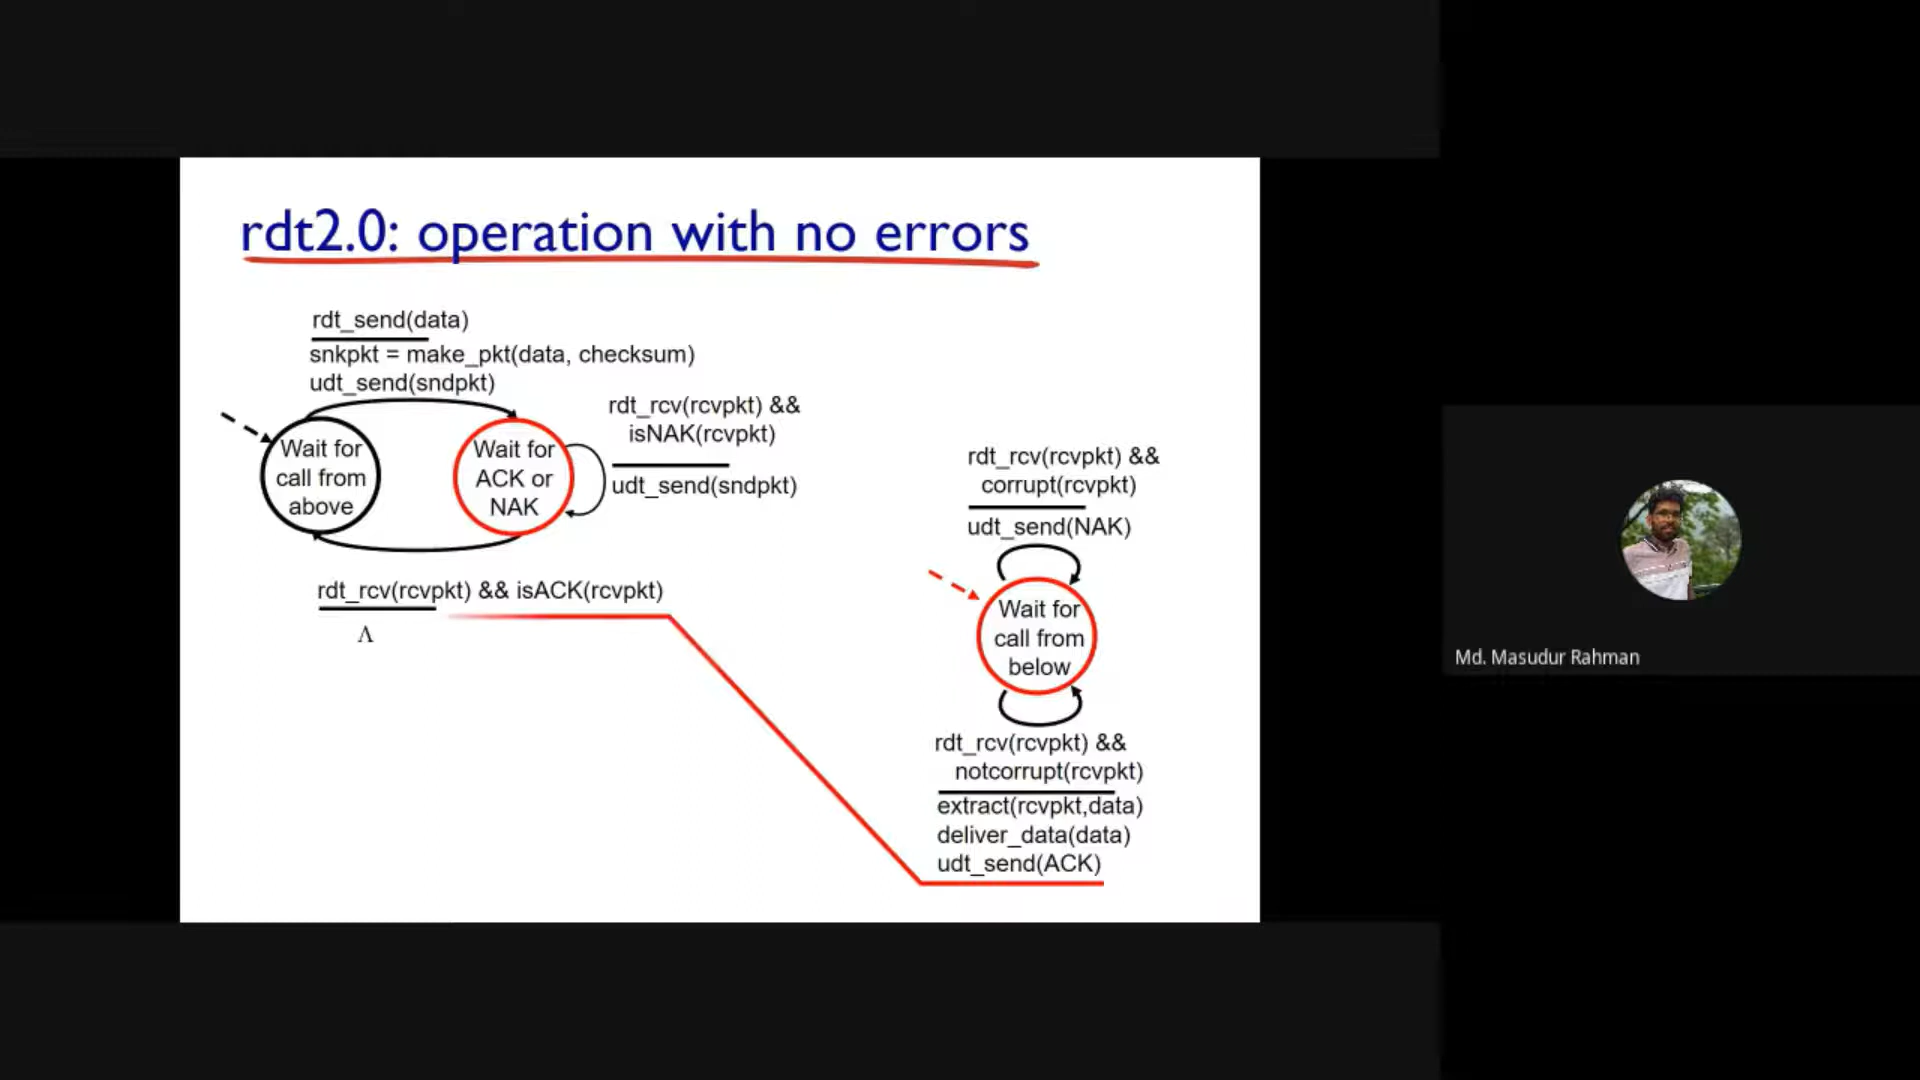 rdt2.0: operation with no errors
rdt_send(data)
snkpkt = make_pkt(data, checksum)
udt_send(sndpkt)
Wait for
call from
above
Wait for
ACK or
NAK
rdt_rcv(rcvpkt) &&
isNAK(rcvpkt)
udt_send(sndpkt)
rdt_rcv(rcvpkt) && isACK(rcvpkt)
Λ
rdt_rcv(rcvpkt) &&
corrupt(rcvpkt)
udt_send(NAK)
Wait for
call from
below
rdt_rcv(rcvpkt) &&
notcorrupt(rcvpkt)
extract(rcvpkt,data)
deliver_data(data)
udt_send(ACK)
Md. Masudur Rahman